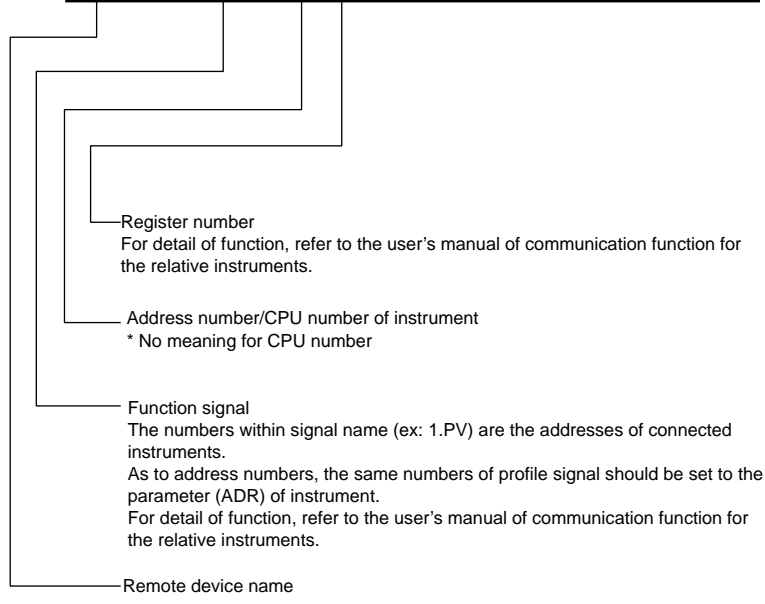 Register number
For detail of function, refer to the user's manual of communication function for
the relative instruments.
Address number/CPU number of instrument
* No meaning for CPU number
Function signal
The numbers within signal name (ex: 1.PV) are the addresses of connected
instruments.
As to address numbers, the same numbers of profile signal should be set to the
parameter (ADR) of instrument.
For detail of function, refer to the user's manual of communication function for
the relative instruments.
Remote device name